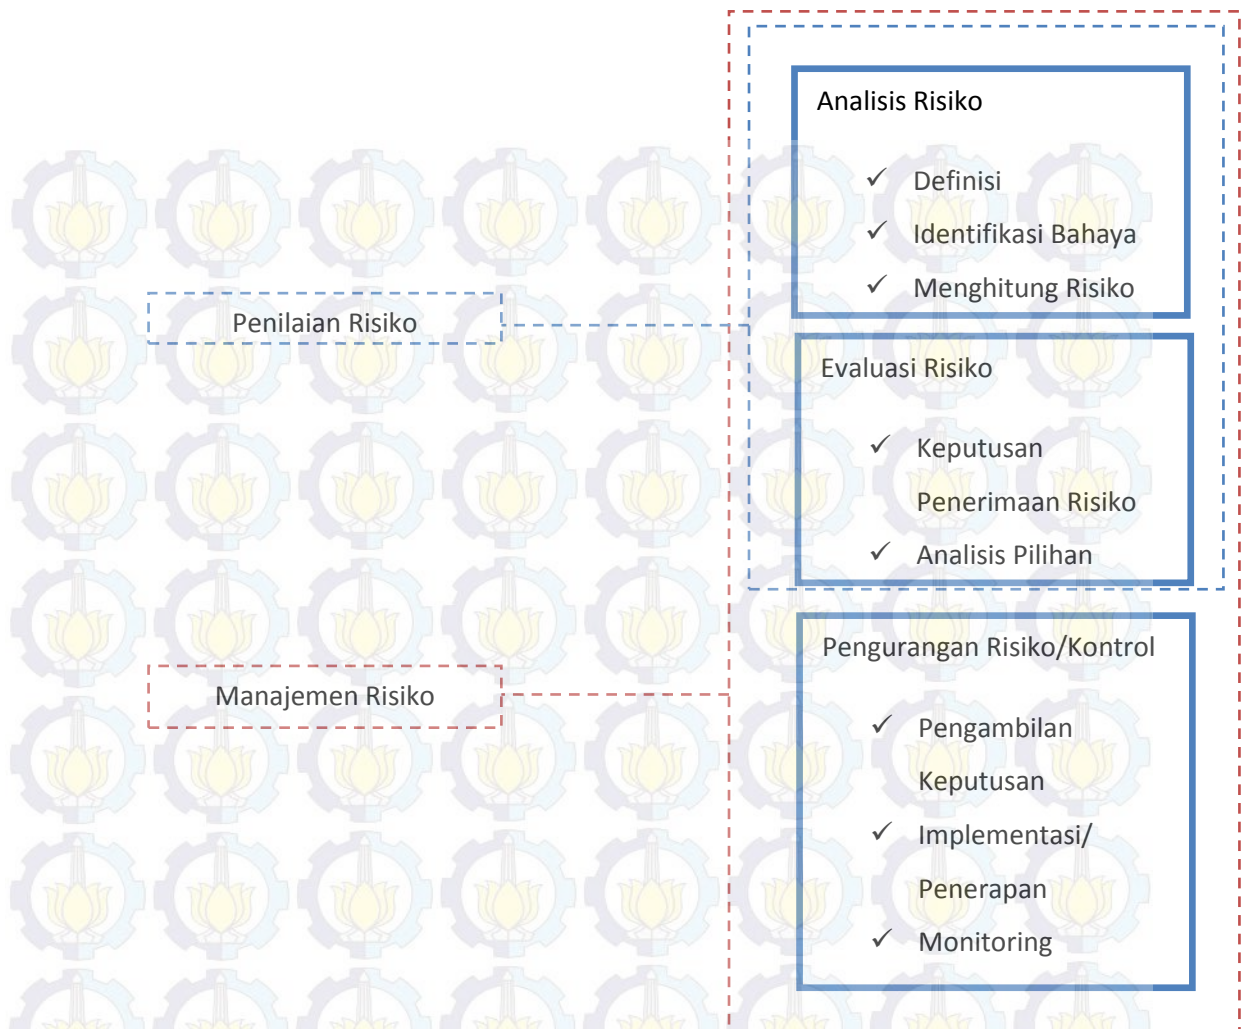 Analisis Risiko
✓ Definisi
✓ Identifikasi Bahaya
✓ Menghitung Risiko
Penilaian Risiko
Evaluasi Risiko
✓ Keputusan
Penerimaan Risiko
✓ Analisis Pilihan
Pengurangan Risiko/Kontrol
Manajemen Risiko
✓ Pengambilan
Keputusan
✓ Implementasi/
Penerapan
✓ Monitoring